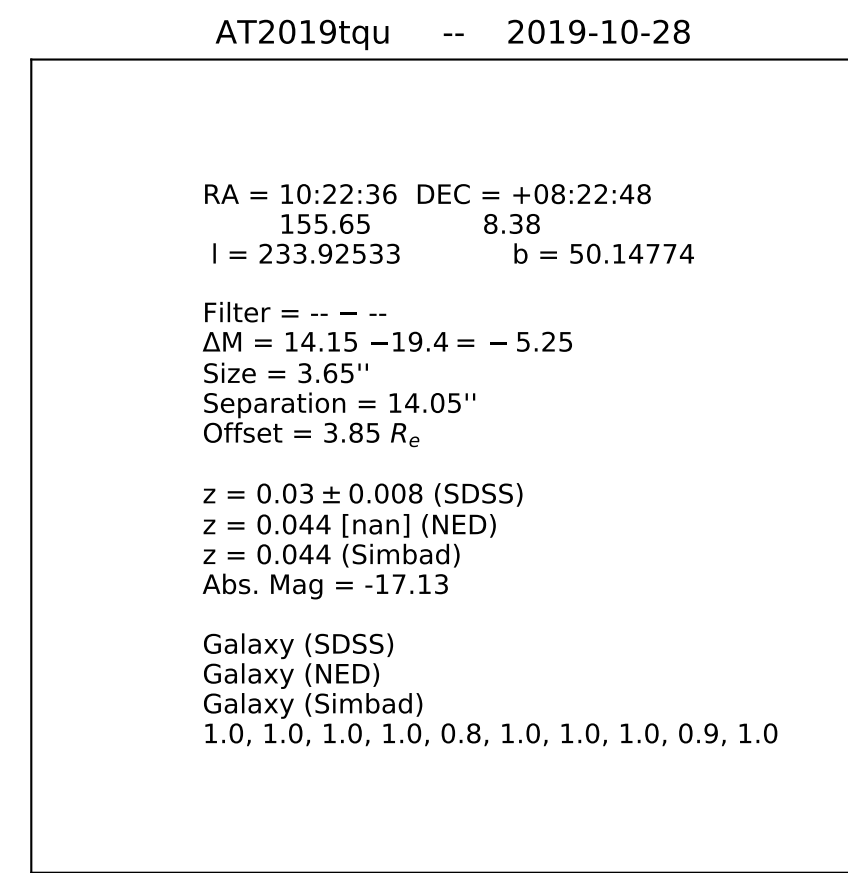 AT2019tqu -- 2019-10-28
RA = 10:22:36 DEC = +08:22:48
155.65 8.38
l = 233.92533 b = 50.14774
Filter = -- − --
ΔM = 14.15 −19.4 = − 5.25
Size = 3.65''
Separation = 14.05''
Offset = 3.85 Re
z = 0.03 ± 0.008 (SDSS)
z = 0.044 [nan] (NED)
z = 0.044 (Simbad)
Abs. Mag = -17.13
Galaxy (SDSS)
Galaxy (NED)
Galaxy (Simbad)
1.0, 1.0, 1.0, 1.0, 0.8, 1.0, 1.0, 1.0, 0.9, 1.0